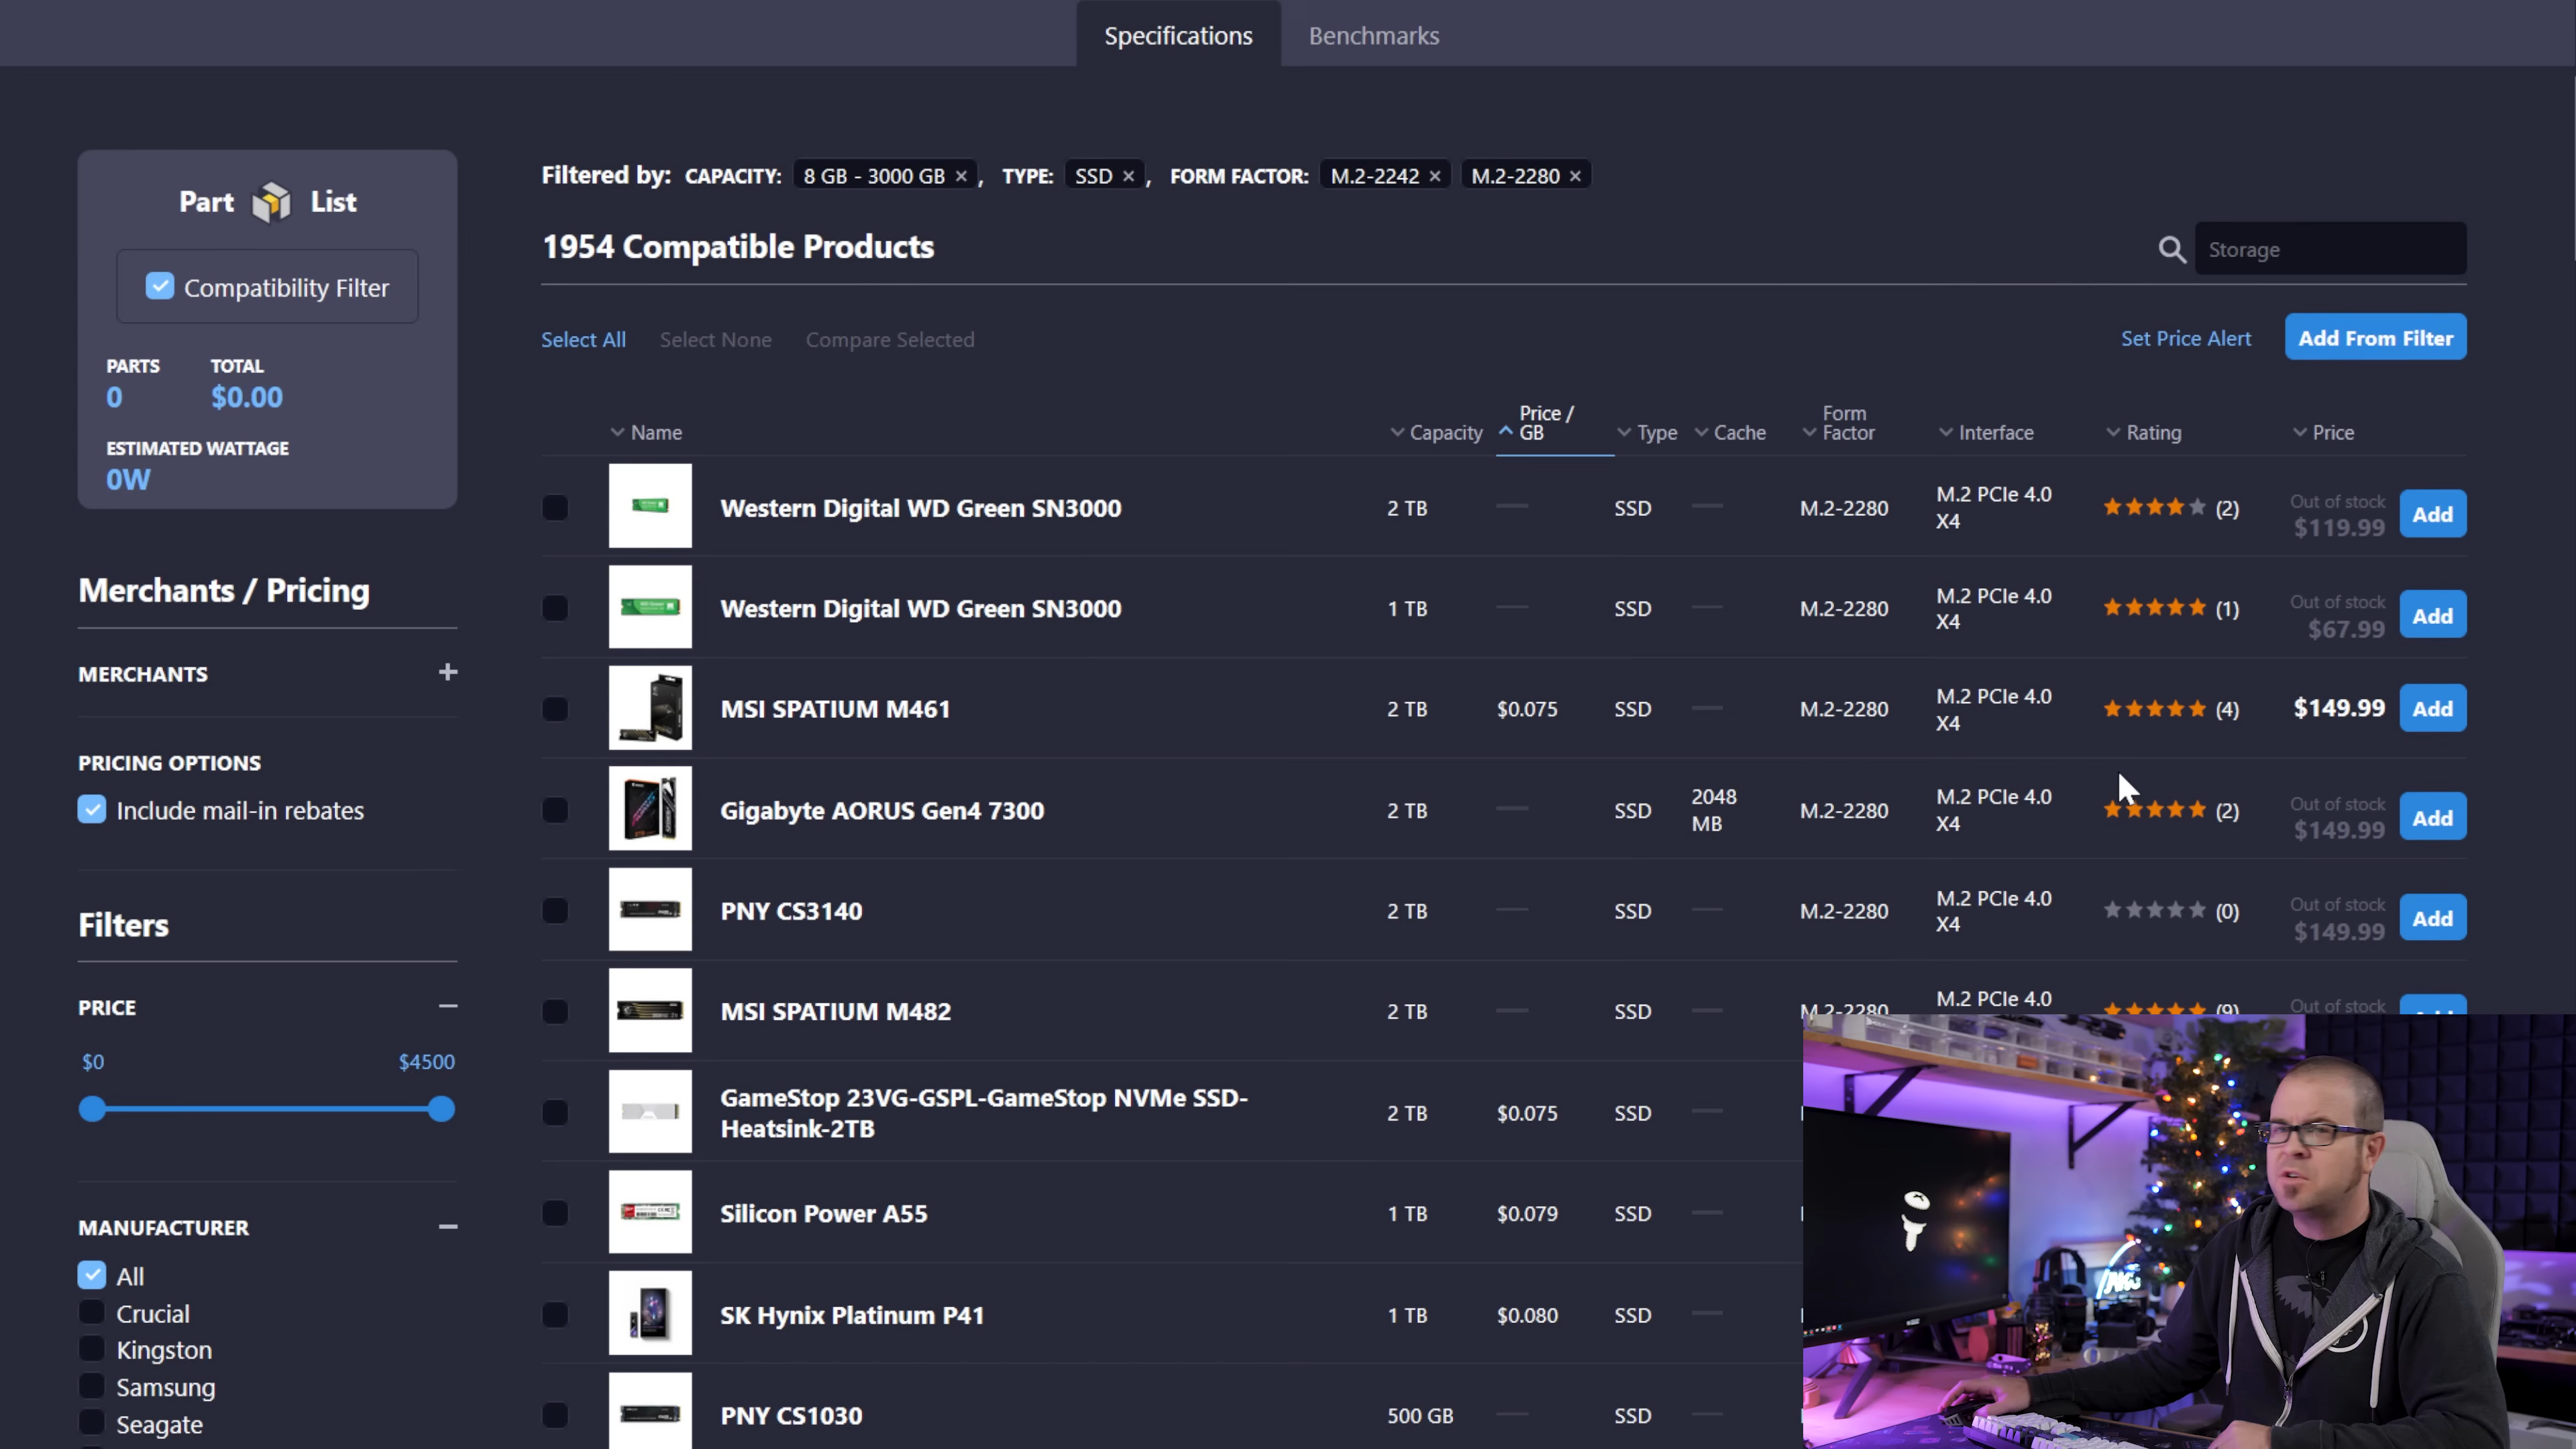 Specifications Benchmarks
Part List
Compatibility Filter
PARTS TOTAL
0 $0.00
ESTIMATED WATTAGE
0W
Merchants / Pricing
MERCHANTS
PRICING OPTIONS
Include mail-in rebates
Filters
PRICE
$0 $4500
MANUFACTURER
All
Crucial
Kingston
Samsung
Seagate
Filtered by: CAPACITY: 8 GB - 3000 GB ×, TYPE: SSD ×, FORM FACTOR: M.2-2242 × M.2-2280 ×
1954 Compatible Products
Storage
Select All Select None Compare Selected Set Price Alert Add From Filter
Name Capacity Price / GB Type Cache Form Factor Interface Rating Price
Western Digital WD Green SN3000 2 TB SSD M.2-2280 M.2 PCIe 4.0 X4 (2) Out of stock $119.99 Add
Western Digital WD Green SN3000 1 TB SSD M.2-2280 M.2 PCIe 4.0 X4 (1) Out of stock $67.99 Add
MSI SPATIUM M461 2 TB $0.075 SSD M.2-2280 M.2 PCIe 4.0 X4 (4) $149.99 Add
Gigabyte AORUS Gen4 7300 2 TB SSD 2048 MB M.2-2280 M.2 PCIe 4.0 X4 (2) Out of stock $149.99 Add
PNY CS3140 2 TB SSD M.2-2280 M.2 PCIe 4.0 X4 (0) Out of stock $149.99 Add
MSI SPATIUM M482 2 TB SSD M.2-2280 M.2 PCIe 4.0 (9) Out of stock
GameStop 23VG-GSPL-GameStop NVMe SSD-
Heatsink-2TB 2 TB $0.075 SSD
Silicon Power A55 1 TB $0.079 SSD
SK Hynix Platinum P41 1 TB $0.080 SSD
PNY CS1030 500 GB SSD